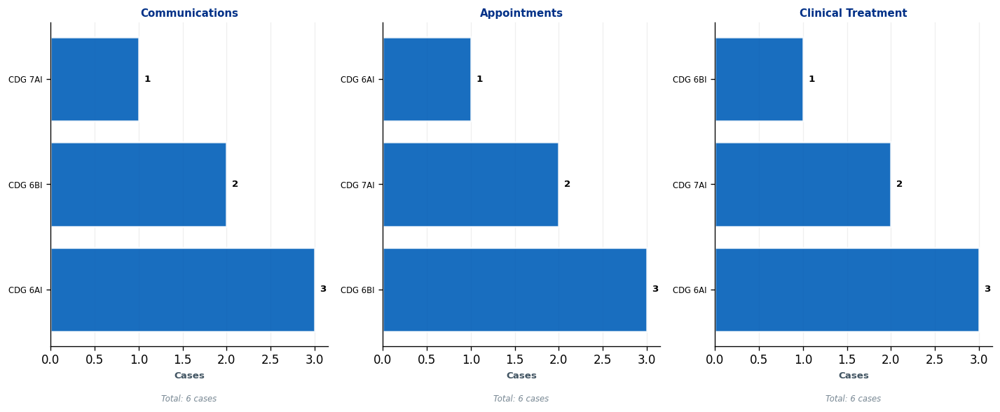 Communications
CDG 7AI
1
CDG 6BI
2
CDG 6AI
3
0.0 0.5 1.0 1.5 2.0 2.5 3.0
Cases
Total: 6 cases
Appointments
CDG 6AI
1
CDG 7AI
2
CDG 6BI
3
0.0 0.5 1.0 1.5 2.0 2.5 3.0
Cases
Total: 6 cases
Clinical Treatment
CDG 6BI
1
CDG 7AI
2
CDG 6AI
3
0.0 0.5 1.0 1.5 2.0 2.5 3.0
Cases
Total: 6 cases